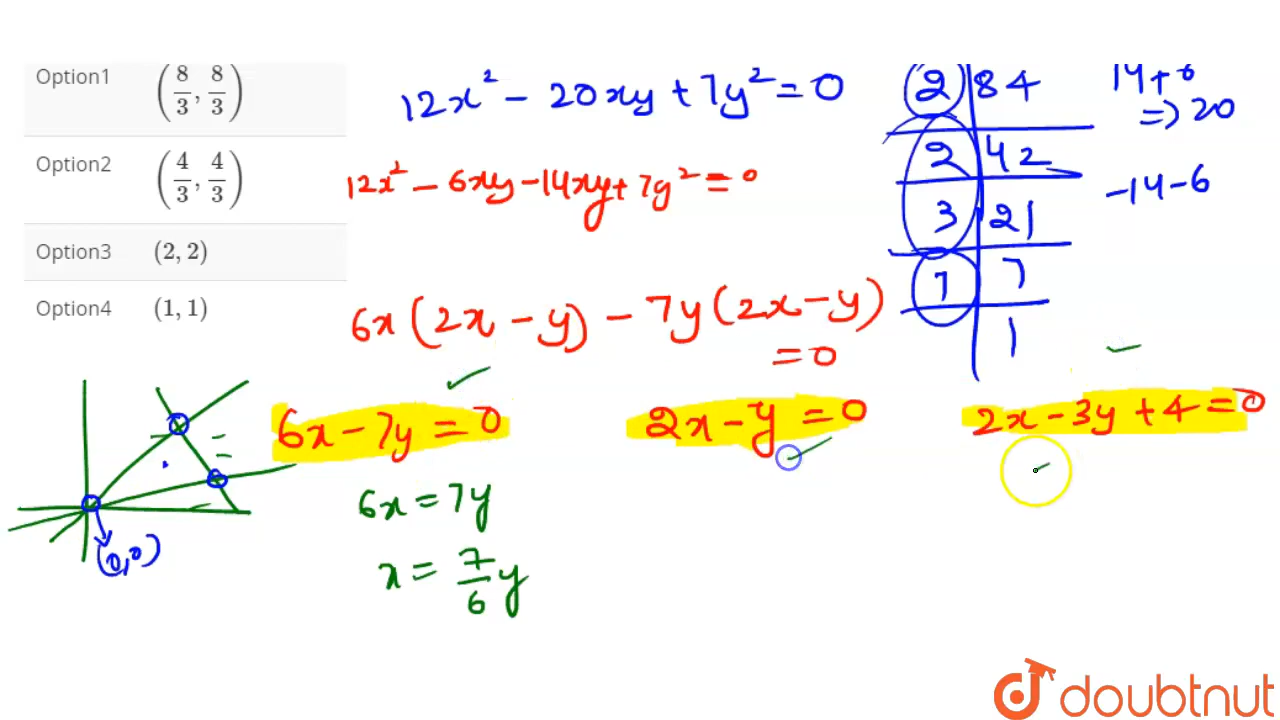 Option1 (8/3, 8/3)
Option2 (4/3, 4/3)
Option3 (2, 2)
Option4 (1, 1)
12x² - 20xy + 7y² = 0
12x² - 6xy - 14xy + 7y² = 0
6x(2x - y) - 7y(2x - y)
= 0
2 | 84
2 | 42
3 | 21
7 | 7
1
14+6
=> 20
-14-6
6x - 7y = 0
2x - y = 0
2x - 3y + 4 = 0
6x = 7y
x = 7/6 y
(0,0)
doubtnut